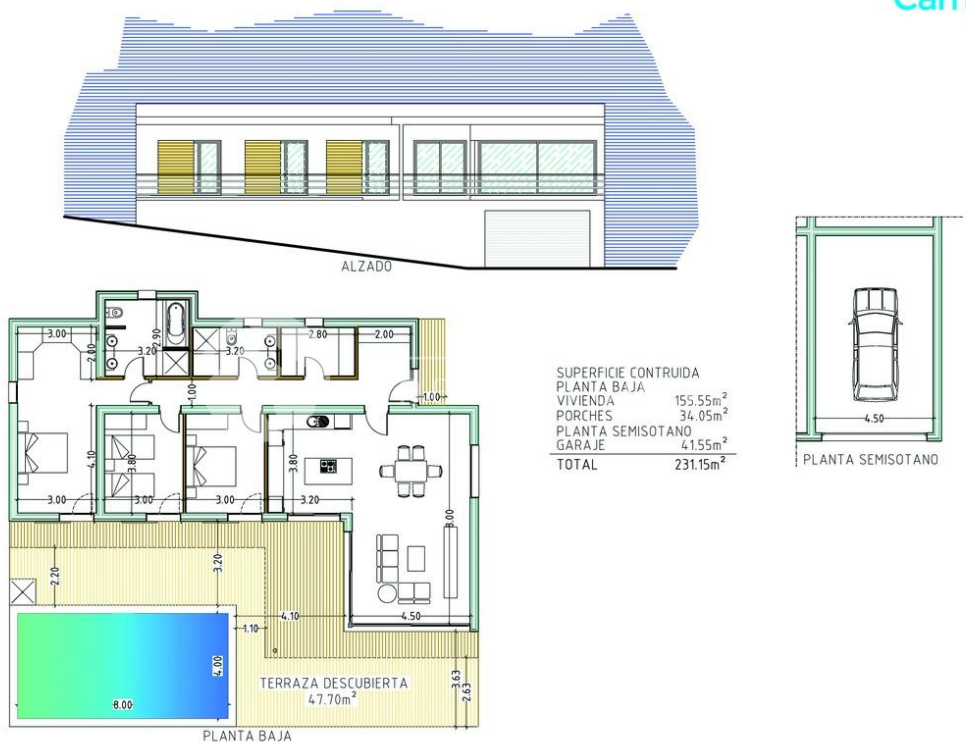 Cam
ALZADO
3.00
2.00
3.20
2.90
3.20
2.80
2.00
1.00
1.00
4.10
3.00
3.80
3.00
3.00
3.80
3.20
8.00
4.50
2.20
3.20
4.10
1.10
3.63
2.63
4.00
8.00
TERRAZA DESCUBIERTA
47.70m²
PLANTA BAJA
SUPERFICIE CONTRUIDA
PLANTA BAJA
VIVIENDA 155.55m²
PORCHES 34.05m²
PLANTA SEMISOTANO
GARAJE 41.55m²
TOTAL 231.15m²
4.50
PLANTA SEMISOTANO